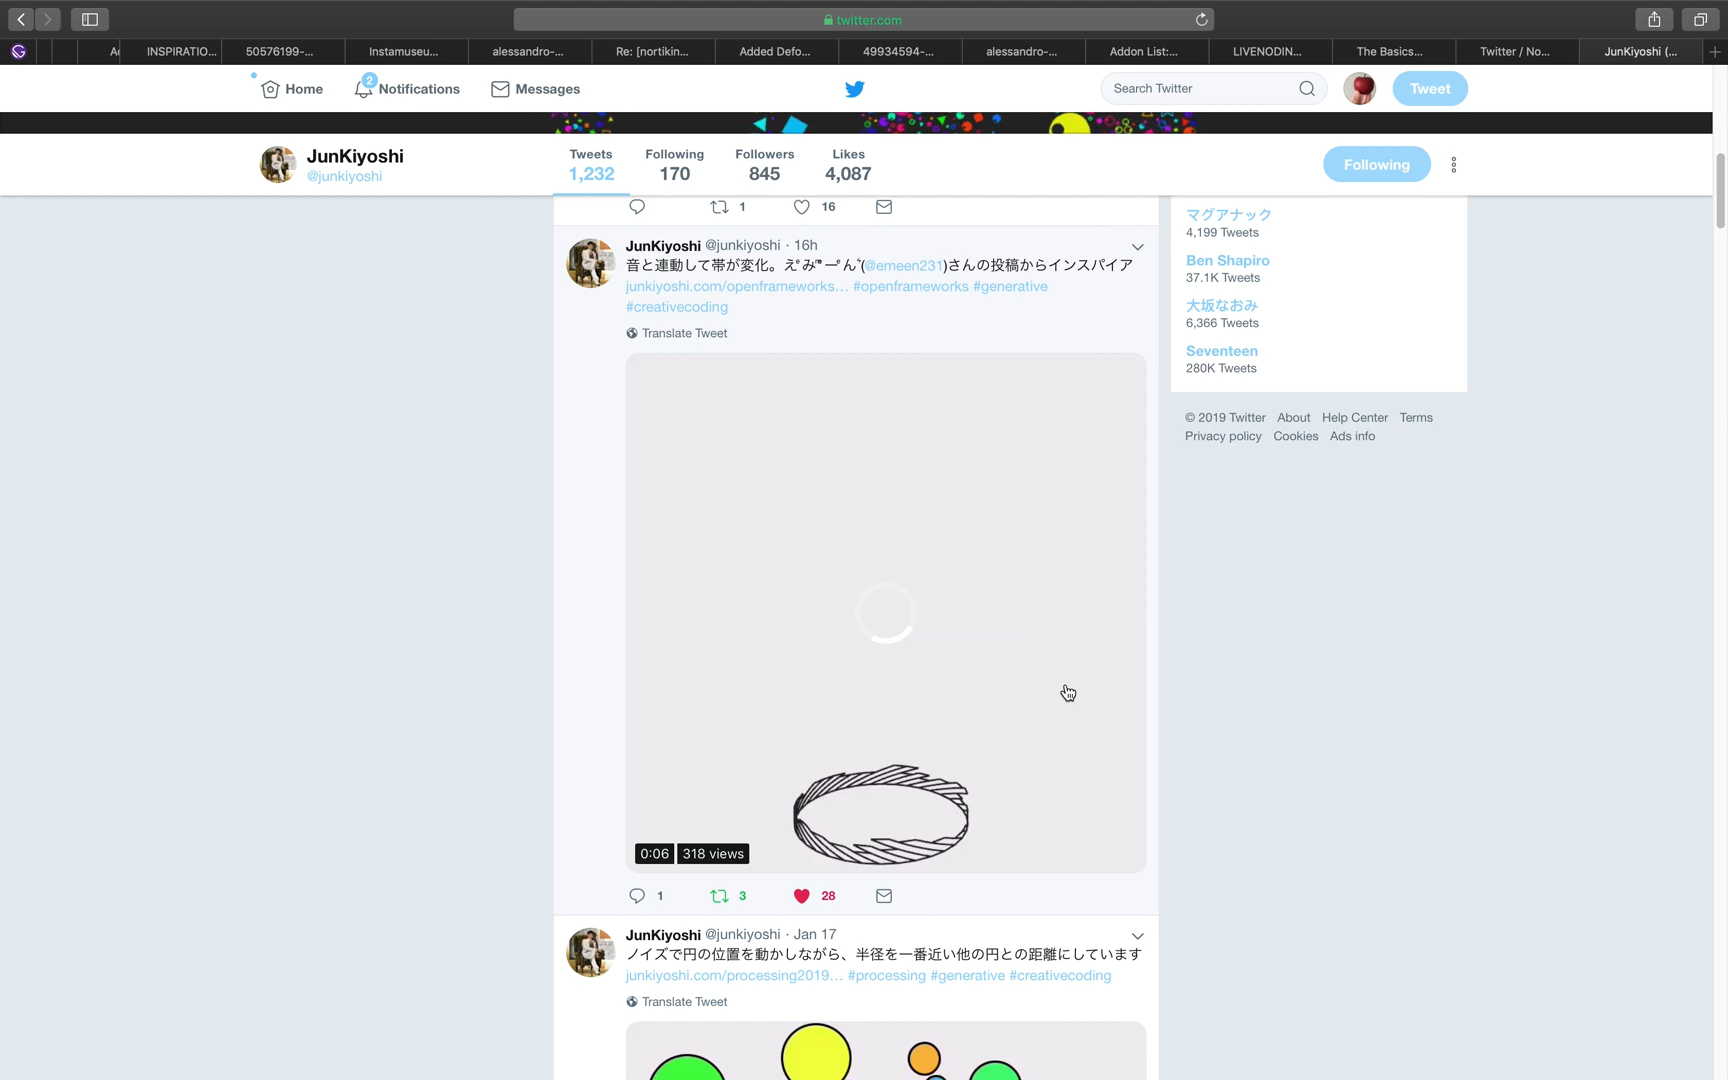 twitter.com
INSPIRATIO...
50576199-...
Instamuseu...
alessandro-...
Re: [nortikin...
Added Defo...
49934594-...
alessandro-...
Addon List:...
LIVENODIN...
The Basics...
Twitter / No...
JunKiyoshi (...
Home
2
Notifications
Messages
Search Twitter
Tweet
JunKiyoshi
@junkiyoshi
Tweets
1,232
Following
170
Followers
845
Likes
4,087
Following
1
16
JunKiyoshi @junkiyoshi · 16h
音と連動して帯が変化。え゜み゛ーん゛(@emeen231)さんの投稿からインスパイア
junkiyoshi.com/openframeworks… #openframeworks #generative
#creativecoding
Translate Tweet
0:06
318 views
1
3
28
JunKiyoshi @junkiyoshi · Jan 17
ノイズで円の位置を動かしながら、半径を一番近い他の円との距離にしています
junkiyoshi.com/processing2019… #processing #generative #creativecoding
Translate Tweet
マグアナック
4,199 Tweets
Ben Shapiro
37.1K Tweets
大坂なおみ
6,366 Tweets
Seventeen
280K Tweets
© 2019 Twitter About Help Center Terms
Privacy policy Cookies Ads info